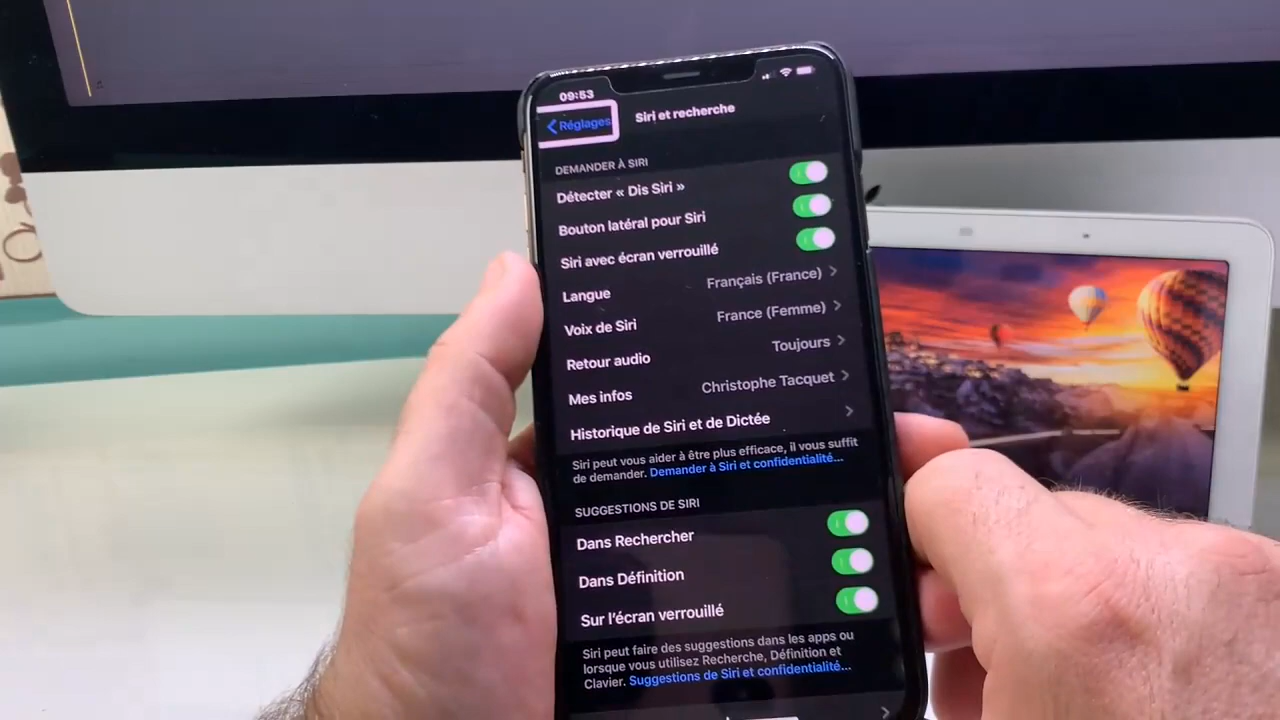 09:53
Réglages
Siri et recherche
DEMANDER À SIRI
Détecter « Dis Siri »
Bouton latéral pour Siri
Siri avec écran verrouillé
Langue Français (France)
Voix de Siri France (Femme)
Retour audio Toujours
Mes infos Christophe Tacquet
Historique de Siri et de Dictée
Siri peut vous aider à être plus efficace, il vous suffit
de demander. Demander à Siri et confidentialité...
SUGGESTIONS DE SIRI
Dans Rechercher
Dans Définition
Sur l'écran verrouillé
Siri peut faire des suggestions dans les apps ou
lorsque vous utilisez Recherche, Définition et
Clavier. Suggestions de Siri et confidentialité...